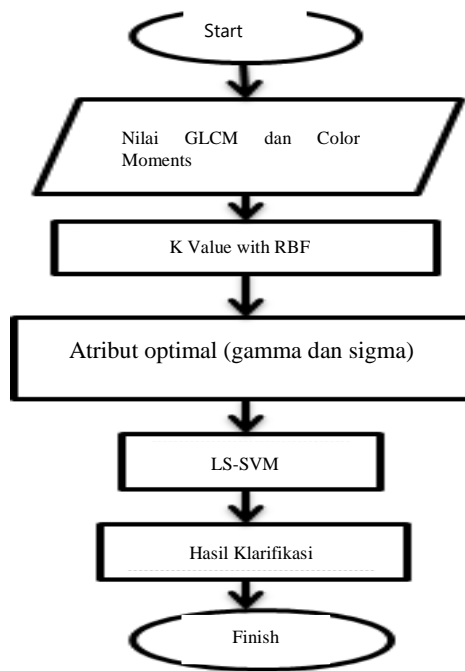 Start
Nilai GLCM dan Color
Moments
K Value with RBF
Atribut optimal (gamma dan sigma)
LS-SVM
Hasil Klarifikasi
Finish